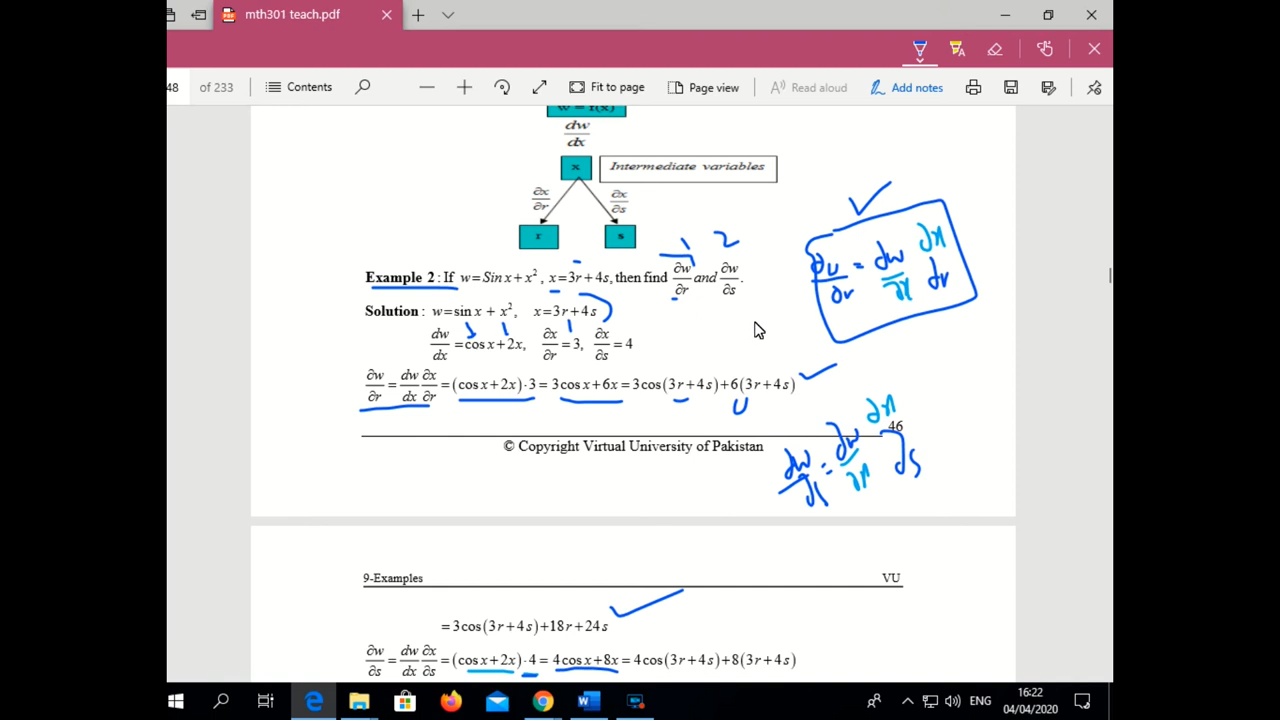 mth301 teach.pdf
48 of 233 Contents Fit to page Page view Read aloud Add notes
w = f(x)
dw/dx
x Intermediate variables
∂x/∂r ∂x/∂s
r s
1 2
Example 2: If w = Sin x + x², x = 3r + 4s, then find ∂w/∂r and ∂w/∂s.
Solution: w = sin x + x², x = 3r + 4s
dw/dx = cos x + 2x, ∂x/∂r = 3, ∂x/∂s = 4
∂w/∂r = dw/dx ∂x/∂r = (cos x + 2x)·3 = 3cos x + 6x = 3cos(3r + 4s) + 6(3r + 4s)
46
© Copyright Virtual University of Pakistan
9-Examples VU
= 3cos(3r + 4s) + 18r + 24s
∂w/∂s = dw/dx ∂x/∂s = (cos x + 2x)·4 = 4cos x + 8x = 4cos(3r + 4s) + 8(3r + 4s)
ENG 16:22
04/04/2020